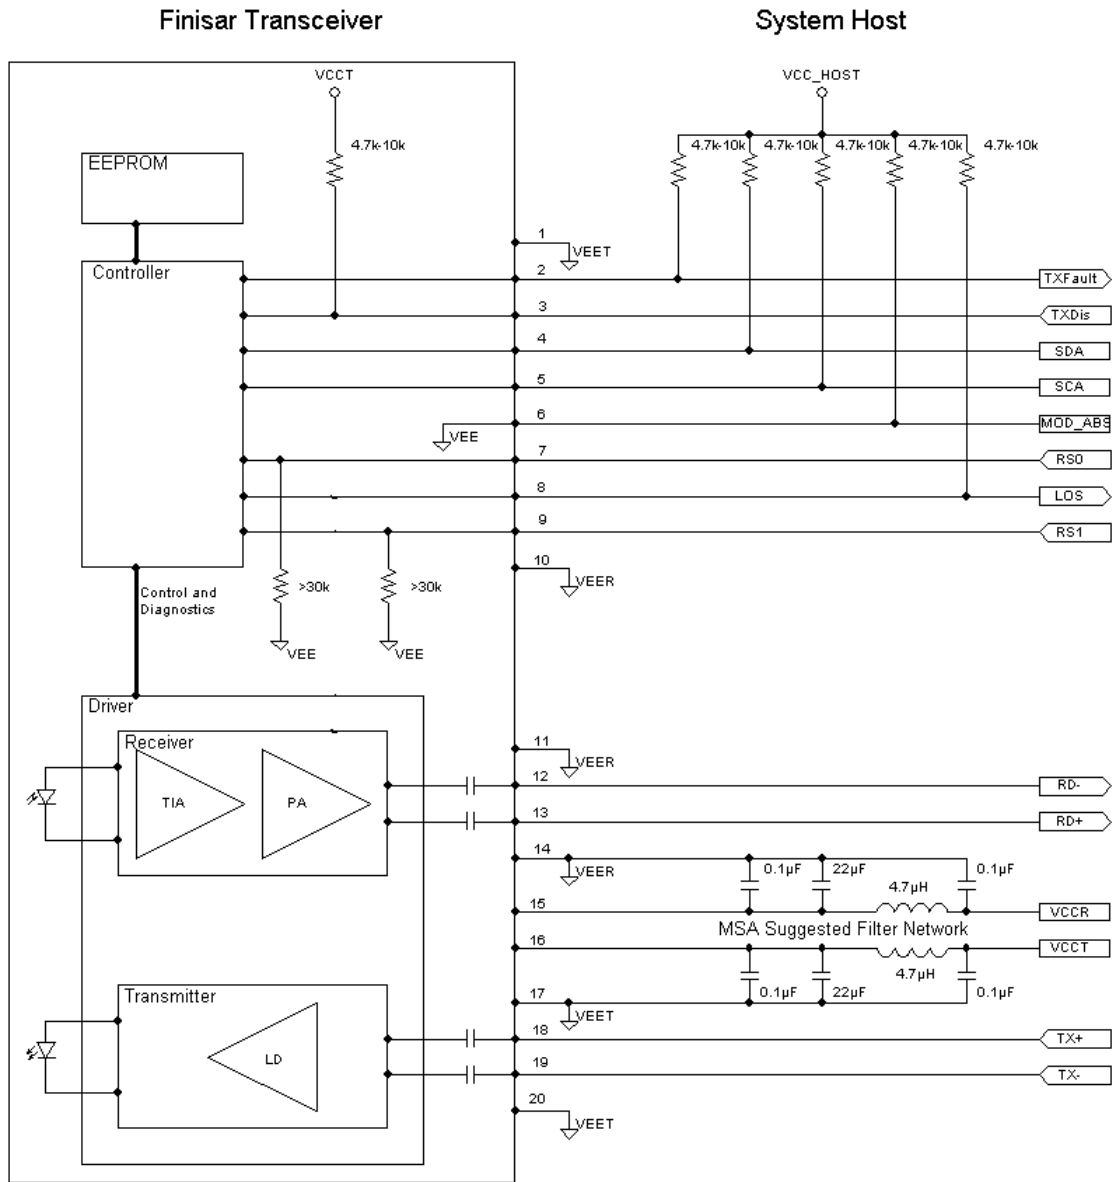 Finisar Transceiver
System Host
VCCT
VCC_HOST
4.7k-10k
4.7k-10k
4.7k-10k
4.7k-10k
4.7k-10k
4.7k-10k
EEPROM
1
VEET
Controller
2
TXFault
3
TXDis
4
SDA
5
SCA
6
MOD_ABS
VEE
7
RS0
8
LOS
9
RS1
10
VEER
Control and
Diagnostics
>30k
>30k
VEE
VEE
Driver
Receiver
11
VEER
TIA
PA
12
RD-
13
RD+
14
VEER
0.1µF
22µF
0.1µF
4.7µH
15
VCCR
MSA Suggested Filter Network
16
VCCT
4.7µH
Transmitter
17
0.1µF
22µF
0.1µF
VEET
18
TX+
LD
19
TX-
20
VEET